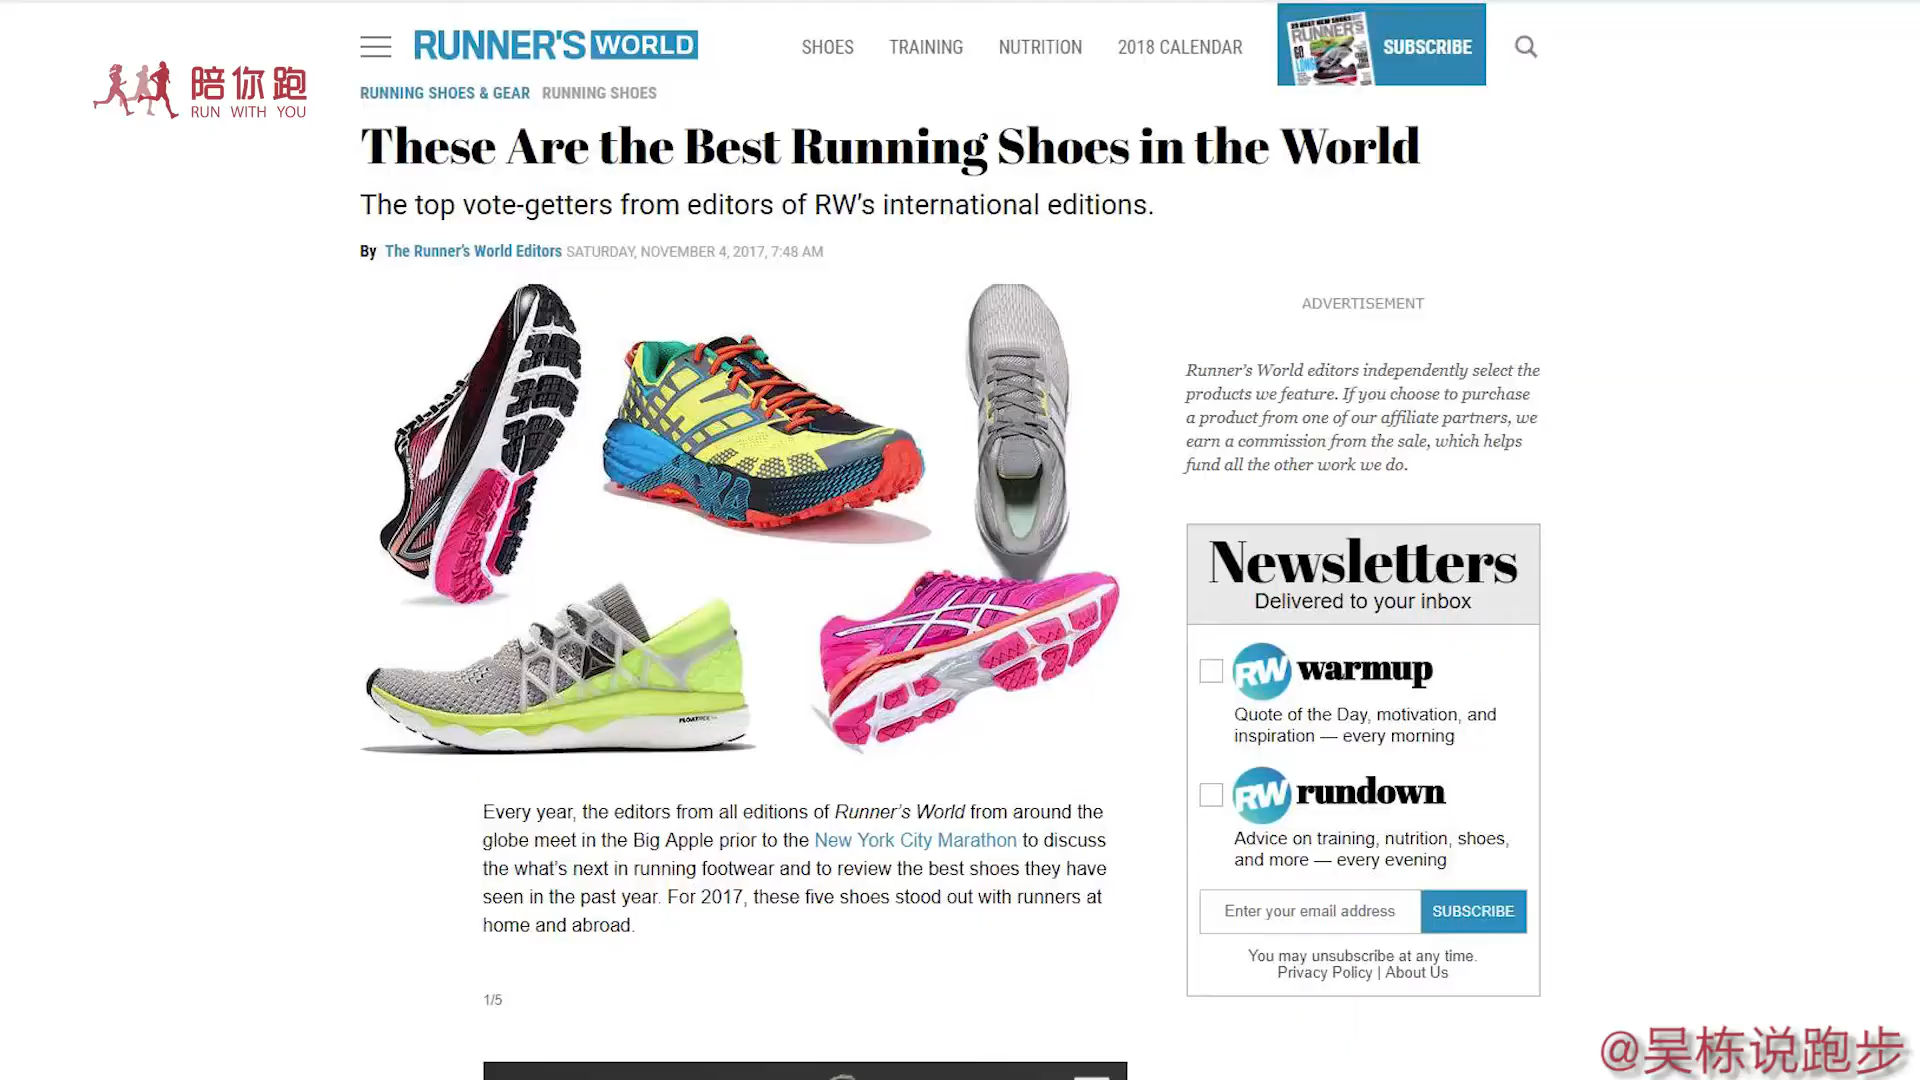 陪你跑
RUN WITH YOU
RUNNER'S WORLD
SHOES
TRAINING
NUTRITION
2018 CALENDAR
RUNNER'S
SUBSCRIBE
RUNNING SHOES & GEAR RUNNING SHOES
These Are the Best Running Shoes in the World
The top vote-getters from editors of RW's international editions.
By The Runner's World Editors SATURDAY, NOVEMBER 4, 2017, 7:48 AM
ADVERTISEMENT
Runner's World editors independently select the
products we feature. If you choose to purchase
a product from one of our affiliate partners, we
earn a commission from the sale, which helps
fund all the other work we do.
Newsletters
Delivered to your inbox
RW warmup
Quote of the Day, motivation, and
inspiration — every morning
RW rundown
Advice on training, nutrition, shoes,
and more — every evening
Enter your email address
SUBSCRIBE
You may unsubscribe at any time.
Privacy Policy | About Us
Every year, the editors from all editions of Runner's World from around the
globe meet in the Big Apple prior to the New York City Marathon to discuss
the what's next in running footwear and to review the best shoes they have
seen in the past year. For 2017, these five shoes stood out with runners at
home and abroad.
1/5
@吴栋说跑步